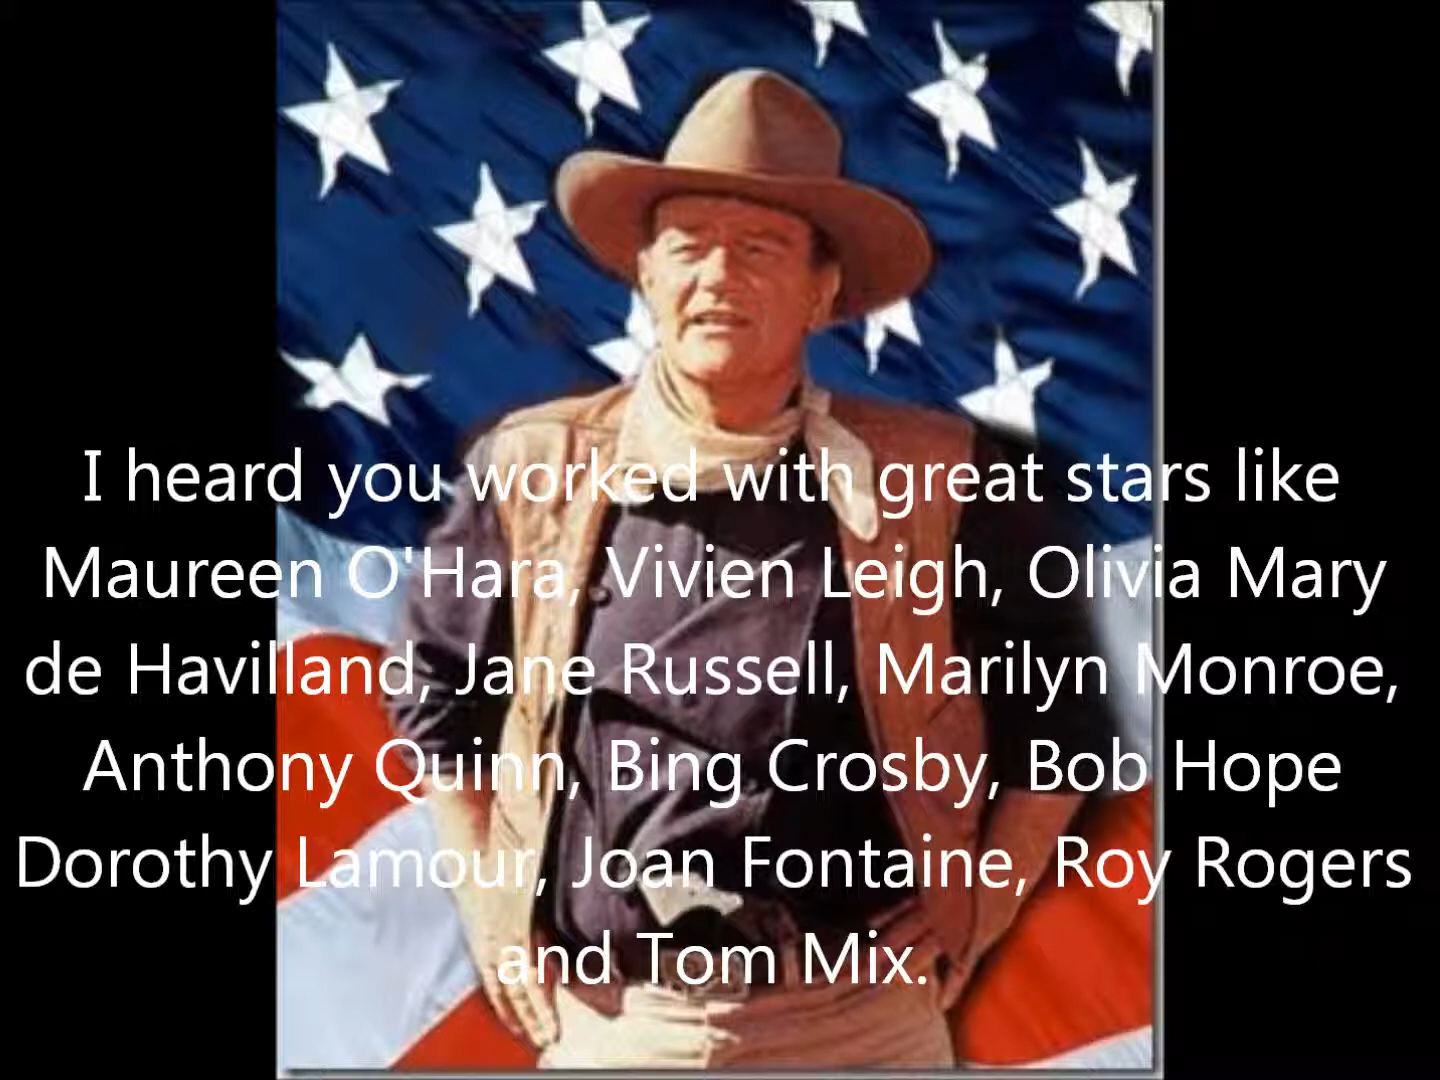 I heard you worked with great stars like
Maureen O'Hara, Vivien Leigh, Olivia Mary
de Havilland, Jane Russell, Marilyn Monroe,
Anthony Quinn, Bing Crosby, Bob Hope
Dorothy Lamour, Joan Fontaine, Roy Rogers
and Tom Mix.